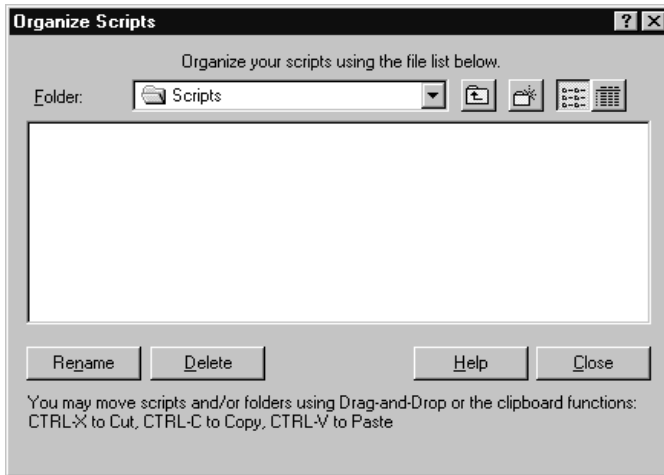 Organize Scripts
Organize your scripts using the file list below.
Folder:
Scripts
Rename
Delete
Help
Close
You may move scripts and/or folders using Drag-and-Drop or the clipboard functions:
CTRL-X to Cut, CTRL-C to Copy, CTRL-V to Paste